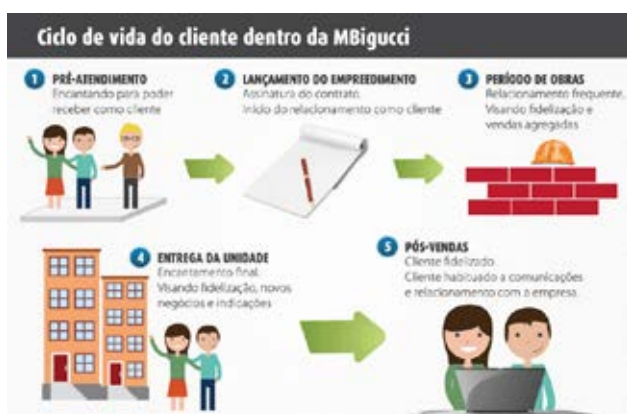 Ciclo de vida do cliente dentro da MBigucci
1 PRÉ-ATENDIMENTO
Encantando para poder
receber como cliente
2 LANÇAMENTO DO EMPREEDIMENTO
Assinatura do contrato.
Início do relacionamento como cliente
3 PERÍODO DE OBRAS
Relacionamento frequente.
Visando fidelização e
vendas agregadas
4 ENTREGA DA UNIDADE
Encantamento final.
Visando fidelização, novos
negócios e indicações
5 PÓS-VENDAS
Cliente fidelizado.
Cliente habituado a comunicações
e relacionamento com a empresa.